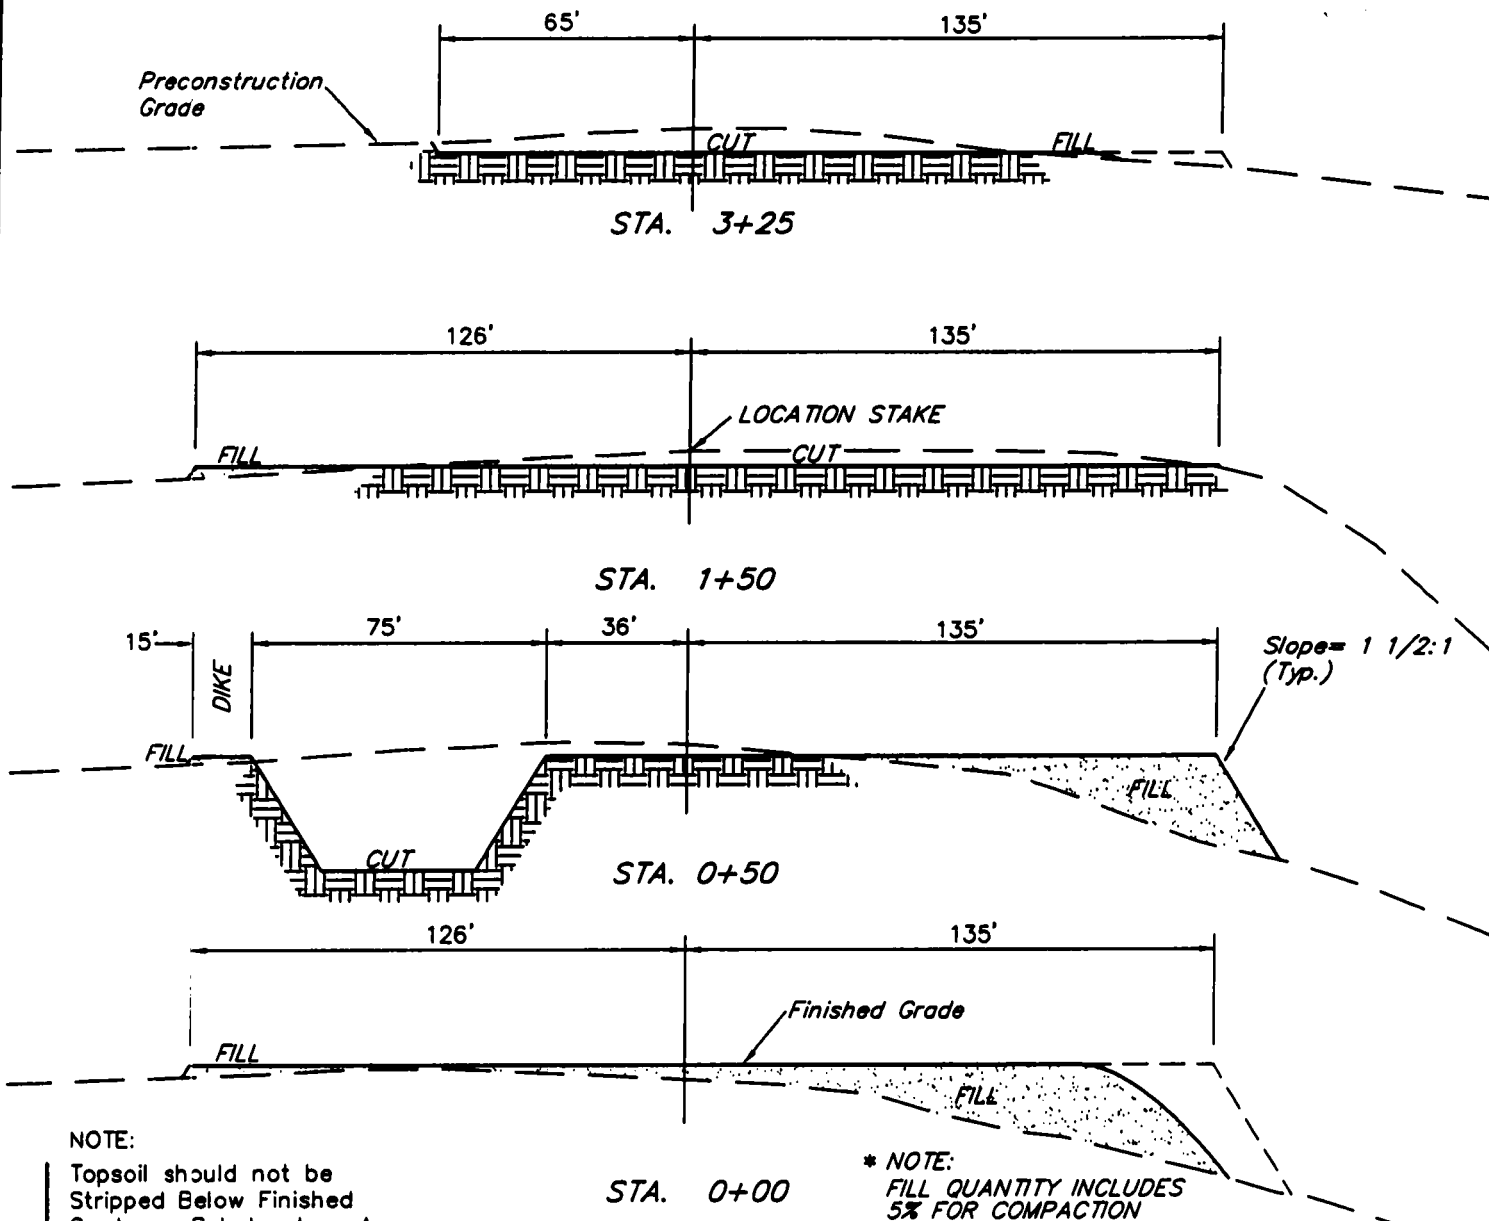 65'
135'
Preconstruction
Grade
CUT
FILL
STA. 3+25
126'
135'
LOCATION STAKE
FILL
CUT
STA. 1+50
15'
75'
36'
135'
DIKE
Slope= 1 1/2:1
(Typ.)
FILL
FILL
CUT
STA. 0+50
126'
135'
Finished Grade
FILL
FILL
NOTE:
Topsoil should not be
Stripped Below Finished
STA. 0+00
* NOTE:
FILL QUANTITY INCLUDES
5% FOR COMPACTION